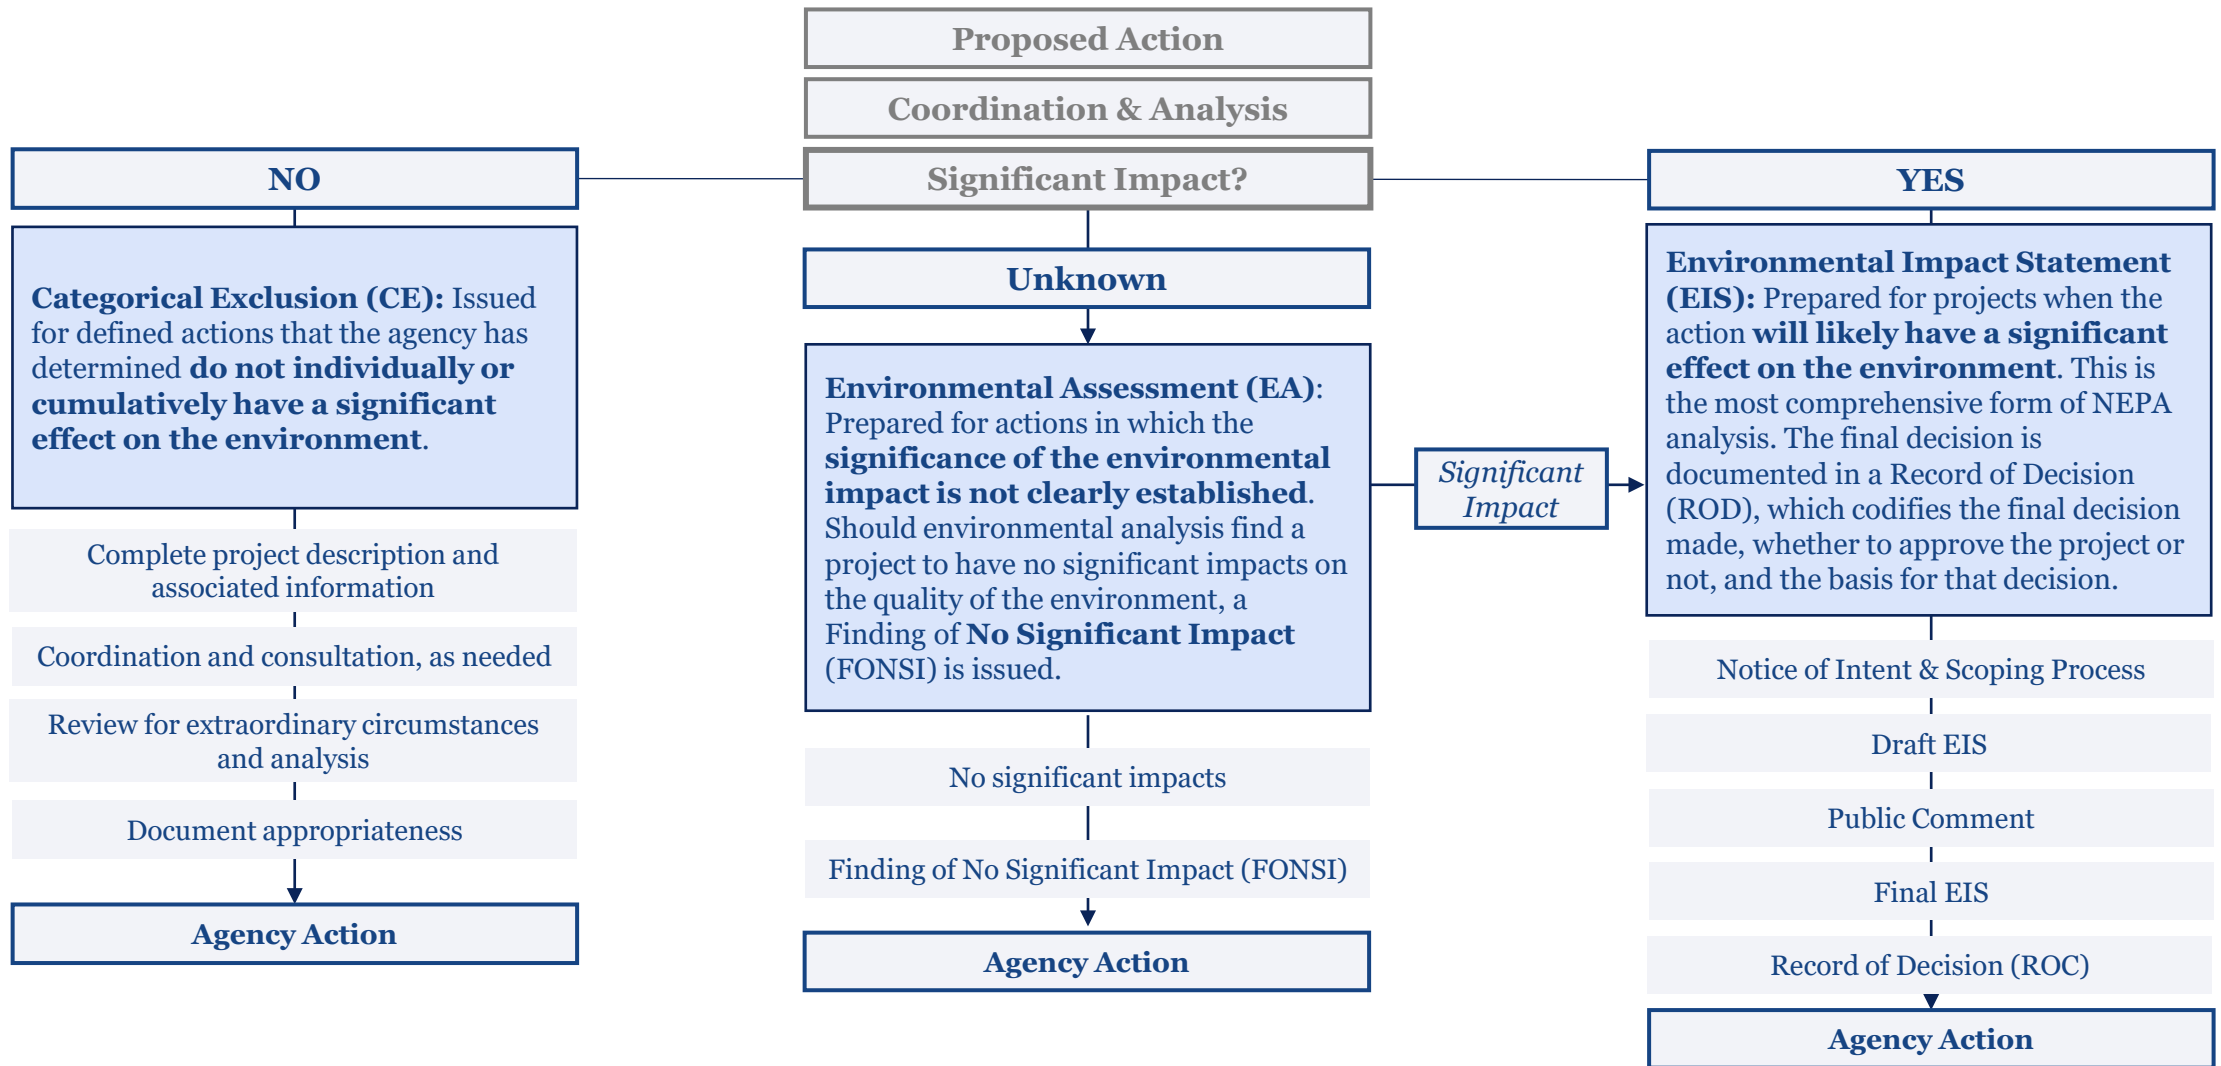 Proposed Action
Coordination & Analysis
Significant Impact?
NO
Categorical Exclusion (CE): Issued
for defined actions that the agency has
determined do not individually or
cumulatively have a significant
effect on the environment.
Complete project description and
associated information
Coordination and consultation, as needed
Review for extraordinary circumstances
and analysis
Document appropriateness
Agency Action
Unknown
Environmental Assessment (EA):
Prepared for actions in which the
significance of the environmental
impact is not clearly established.
Should environmental analysis find a
project to have no significant impacts on
the quality of the environment, a
Finding of No Significant Impact
(FONSI) is issued.
No significant impacts
Finding of No Significant Impact (FONSI)
Agency Action
Significant
Impact
YES
Environmental Impact Statement
(EIS): Prepared for projects when the
action will likely have a significant
effect on the environment. This is
the most comprehensive form of NEPA
analysis. The final decision is
documented in a Record of Decision
(ROD), which codifies the final decision
made, whether to approve the project or
not, and the basis for that decision.
Notice of Intent & Scoping Process
Draft EIS
Public Comment
Final EIS
Record of Decision (ROC)
Agency Action